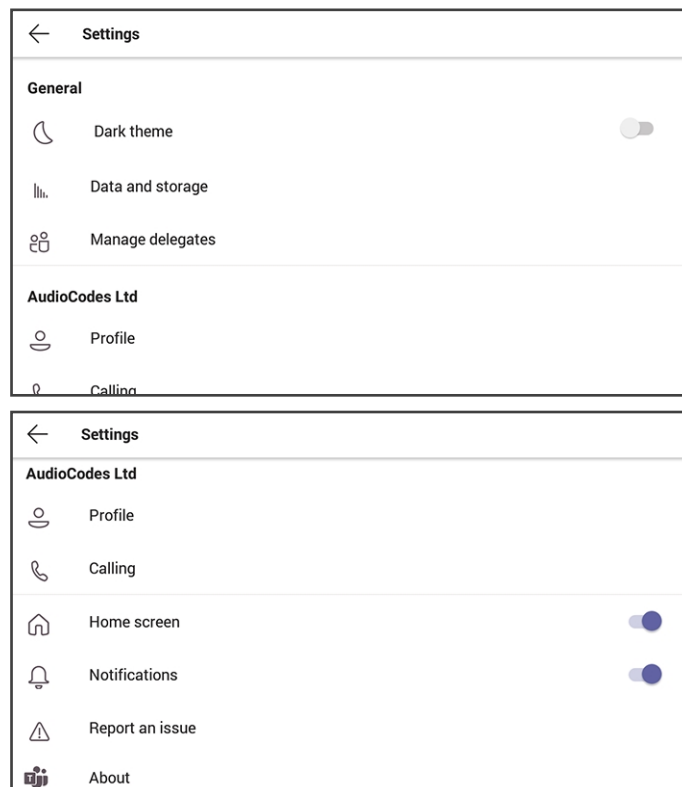 Settings
General
Dark theme
Data and storage
Manage delegates
AudioCodes Ltd
Profile
Calling
Settings
AudioCodes Ltd
Profile
Calling
Home screen
Notifications
Report an issue
About